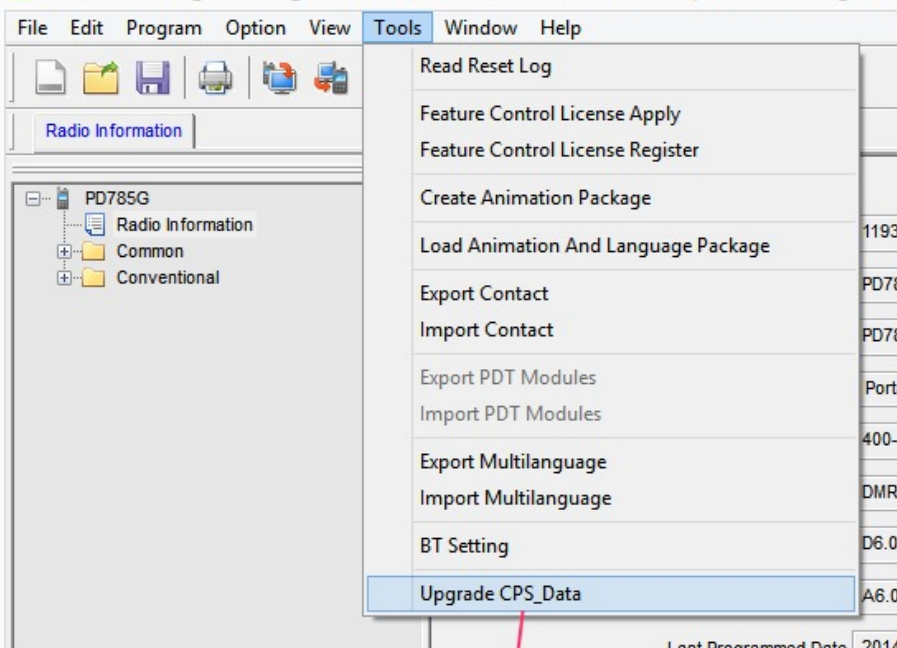 File Edit Program Option View Tools Window Help
Read Reset Log
Feature Control License Apply
Feature Control License Register
Create Animation Package
Load Animation And Language Package
Export Contact
Import Contact
Export PDT Modules
Import PDT Modules
Export Multilanguage
Import Multilanguage
BT Setting
Upgrade CPS_Data
Radio Information
PD785G
Radio Information
Common
Conventional
1193
PD78
PD78
Port
400-
DMR
D6.0
A6.0
Last Programmed Date 2014